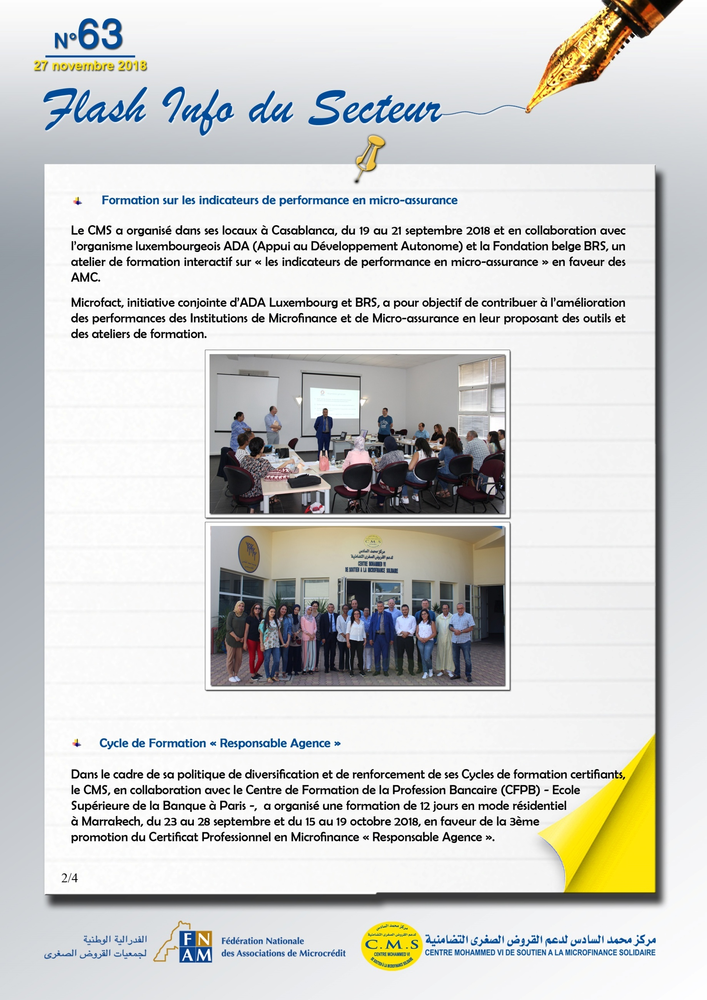 N°63
27 novembre 2018
Flash Info du Secteur
Formation sur les indicateurs de performance en micro-assurance
Le CMS a organisé dans ses locaux à Casablanca, du 19 au 21 septembre 2018 et en collaboration avec
l’organisme luxembourgeois ADA (Appui au Développement Autonome) et la Fondation belge BRS, un
atelier de formation interactif sur « les indicateurs de performance en micro-assurance » en faveur des
AMC.
Microfact, initiative conjointe d’ADA Luxembourg et BRS, a pour objectif de contribuer à l’amélioration
des performances des Institutions de Microfinance et de Micro-assurance en leur proposant des outils et
des ateliers de formation.
C.M.S
مركز محمد السادس
لدعم القروض الصغرى التضامنية
CENTRE MOHAMMED VI
DE SOUTIEN A LA MICROFINANCE SOLIDAIRE
Cycle de Formation « Responsable Agence »
Dans le cadre de sa politique de diversification et de renforcement de ses Cycles de formation certifiants,
le CMS, en collaboration avec le Centre de Formation de la Profession Bancaire (CFPB) - Ecole
Supérieure de la Banque à Paris -,  a organisé une formation de 12 jours en mode résidentiel
à Marrakech, du 23 au 28 septembre et du 15 au 19 octobre 2018, en faveur de la 3ème
promotion du Certificat Professionnel en Microfinance « Responsable Agence ».
2/4
الفدرالية الوطنية
لجمعيات القروض الصغرى
FN
AM
Fédération Nationale
des Associations de Microcrédit
مركز محمد السادس
لدعم القروض الصغرى التضامنية
C.M.S
CENTRE MOHAMMED VI
DE SOUTIEN À LA MICROFINANCE SOLIDAIRE
مركز محمد السادس لدعم القروض الصغرى التضامنية
CENTRE MOHAMMED VI DE SOUTIEN A LA MICROFINANCE SOLIDAIRE